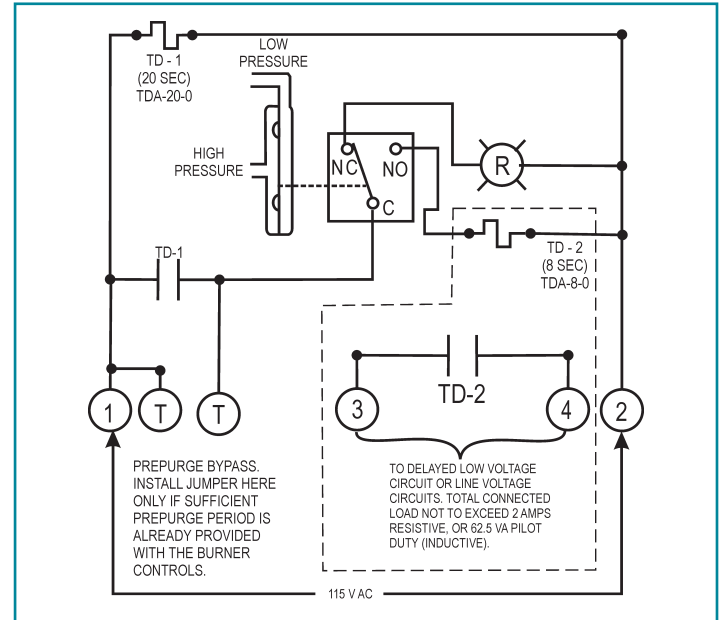 TD - 1
(20 SEC)
TDA-20-0
LOW
PRESSURE
HIGH
PRESSURE
NC
NO
C
R
TD-1
TD - 2
(8 SEC)
TDA-8-0
TD-2
1
T
T
3
4
2
PREPURGE BYPASS.
INSTALL JUMPER HERE
ONLY IF SUFFICIENT
PREPURGE PERIOD IS
ALREADY PROVIDED
WITH THE BURNER
CONTROLS.
TO DELAYED LOW VOLTAGE
CIRCUIT OR LINE VOLTAGE
CIRCUITS. TOTAL CONNECTED
LOAD NOT TO EXCEED 2 AMPS
RESISTIVE, OR 62.5 VA PILOT
DUTY (INDUCTIVE).
115 V AC